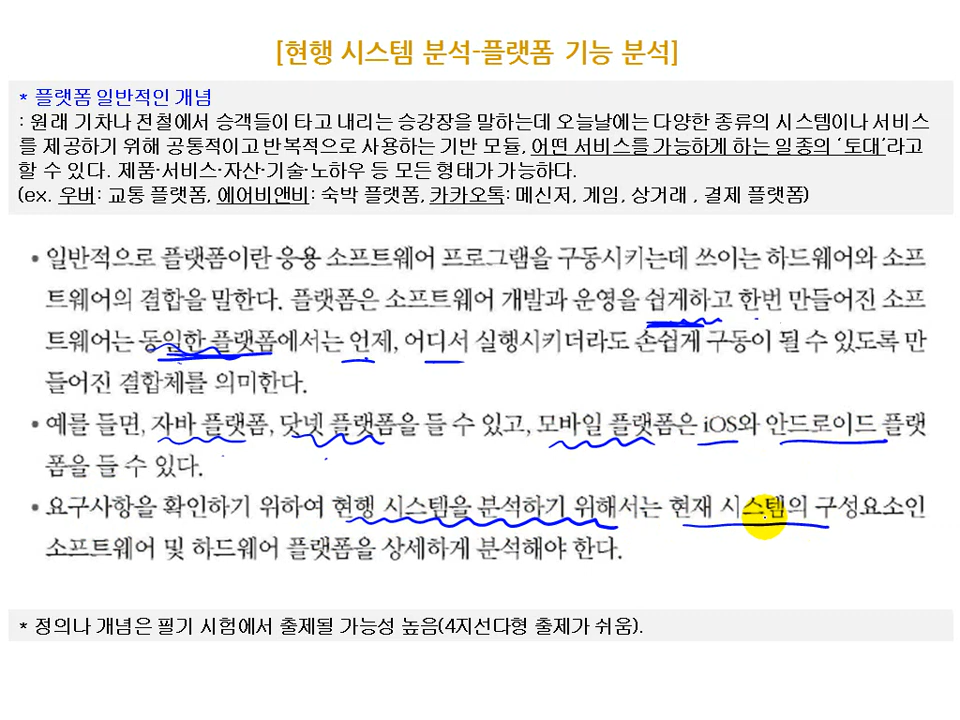 [현행 시스템 분석-플랫폼 기능 분석]
* 플랫폼 일반적인 개념
: 원래 기차나 전철에서 승객들이 타고 내리는 승강장을 말하는데 오늘날에는 다양한 종류의 시스템이나 서비스
를 제공하기 위해 공통적이고 반복적으로 사용하는 기반 모듈, 어떤 서비스를 가능하게 하는 일종의 ‘토대’라고
할 수 있다. 제품·서비스·자산·기술·노하우 등 모든 형태가 가능하다.
(ex. 우버: 교통 플랫폼, 에어비앤비: 숙박 플랫폼, 카카오톡: 메신저, 게임, 상거래 , 결제 플랫폼)
• 일반적으로 플랫폼이란 응용 소프트웨어 프로그램을 구동시키는데 쓰이는 하드웨어와 소프
트웨어의 결합을 말한다. 플랫폼은 소프트웨어 개발과 운영을 쉽게하고 한번 만들어진 소프
트웨어는 동일한 플랫폼에서는 언제, 어디서 실행시키더라도 손쉽게 구동이 될 수 있도록 만
들어진 결합체를 의미한다.
• 예를 들면, 자바 플랫폼, 닷넷 플랫폼을 들 수 있고, 모바일 플랫폼은 iOS와 안드로이드 플랫
폼을 들 수 있다.
• 요구사항을 확인하기 위하여 현행 시스템을 분석하기 위해서는 현재 시스템의 구성요소인
소프트웨어 및 하드웨어 플랫폼을 상세하게 분석해야 한다.
* 정의나 개념은 필기 시험에서 출제될 가능성 높음(4지선다형 출제가 쉬움).